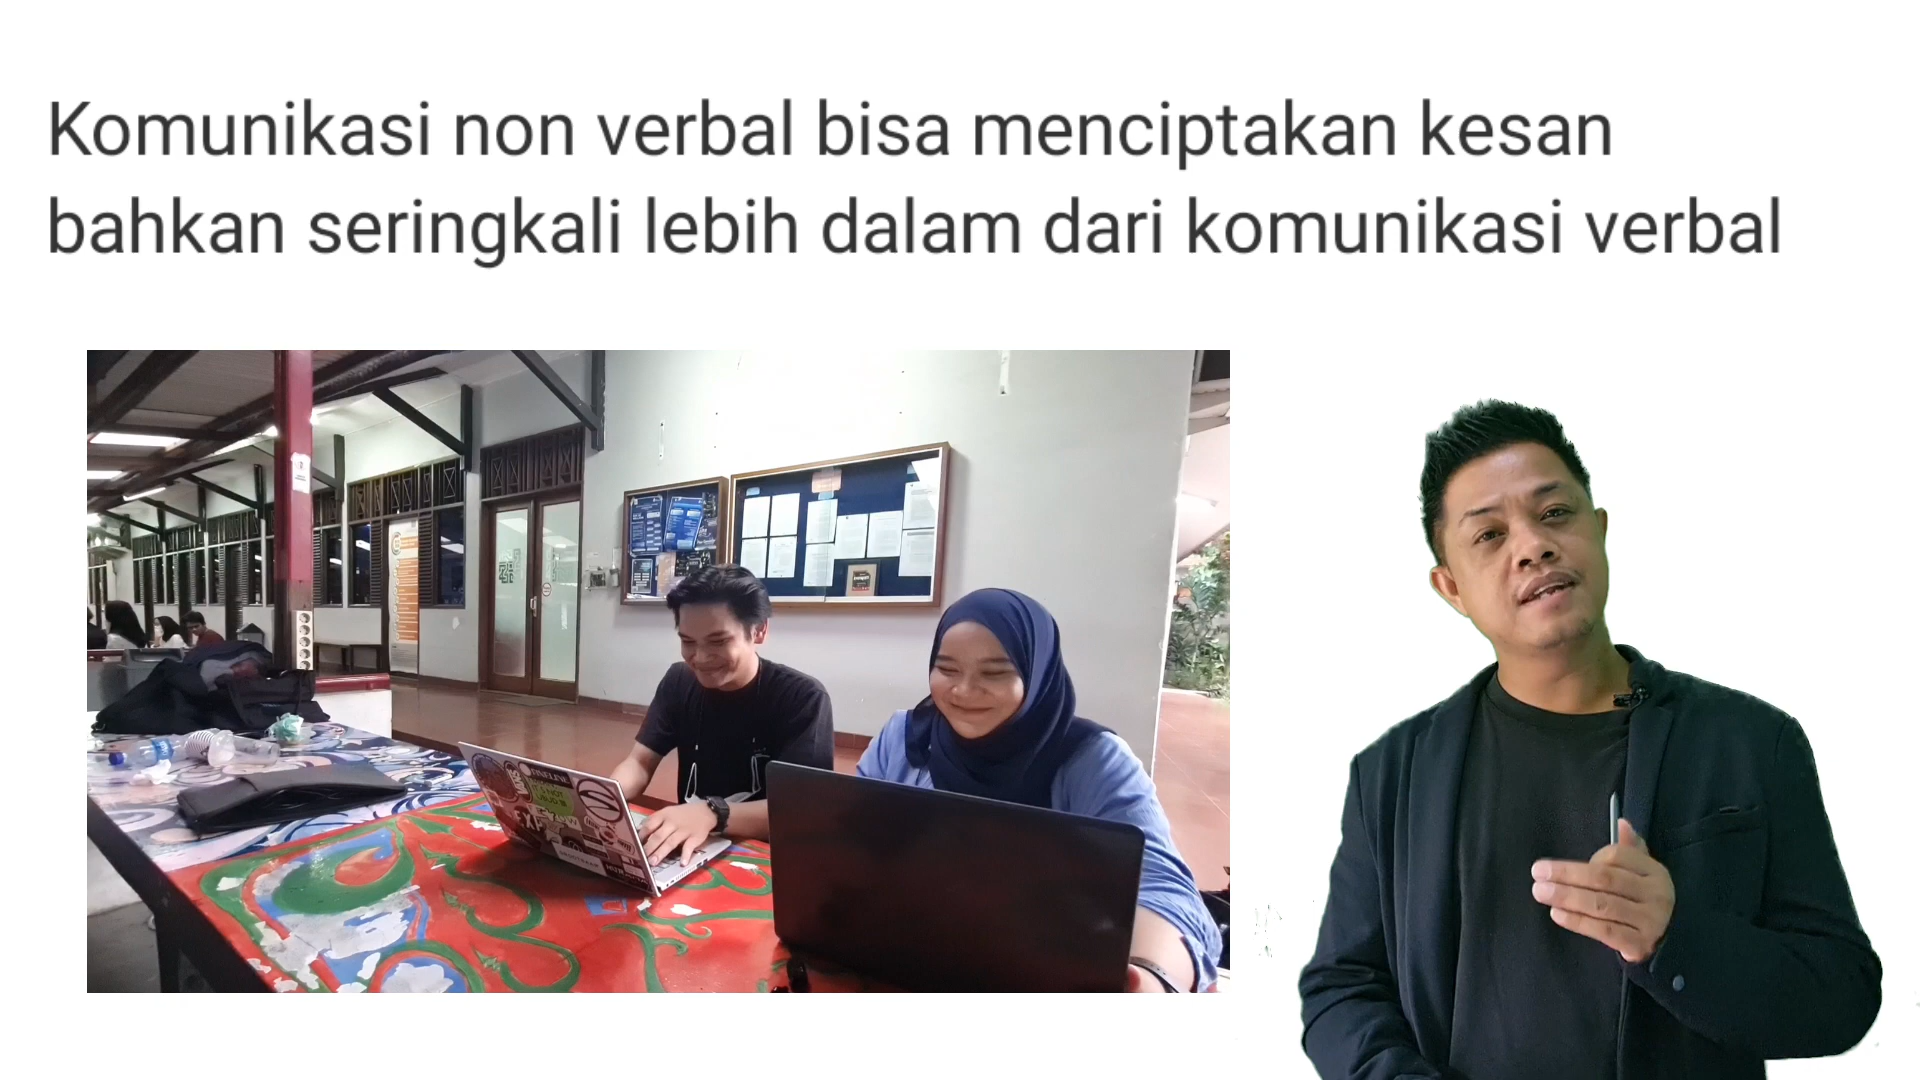 Komunikasi non verbal bisa menciptakan kesan
bahkan seringkali lebih dalam dari komunikasi verbal